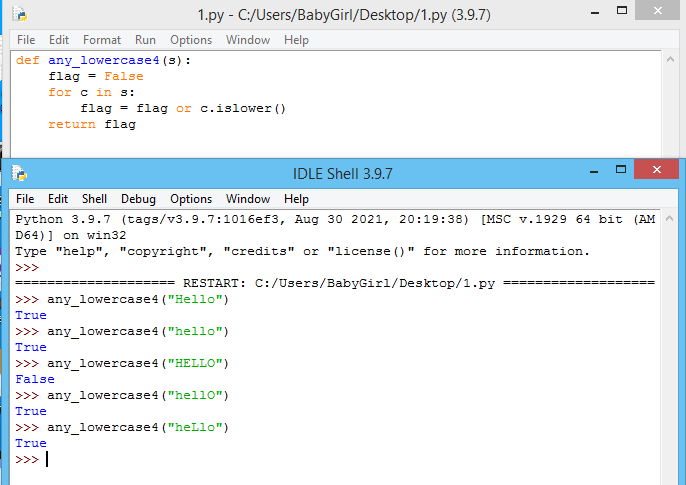 1.py - C:/Users/BabyGirl/Desktop/1.py (3.9.7)
File Edit Format Run Options Window Help
def any_lowercase4(s):
    flag = False
    for c in s:
        flag = flag or c.islower()
    return flag
IDLE Shell 3.9.7
File Edit Shell Debug Options Window Help
Python 3.9.7 (tags/v3.9.7:1016ef3, Aug 30 2021, 20:19:38) [MSC v.1929 64 bit (AM
D64)] on win32
Type "help", "copyright", "credits" or "license()" for more information.
>>>
==================== RESTART: C:/Users/BabyGirl/Desktop/1.py ===================
>>> any_lowercase4("Hello")
True
>>> any_lowercase4("hello")
True
>>> any_lowercase4("HELLO")
False
>>> any_lowercase4("hellO")
True
>>> any_lowercase4("heLlo")
True
>>>